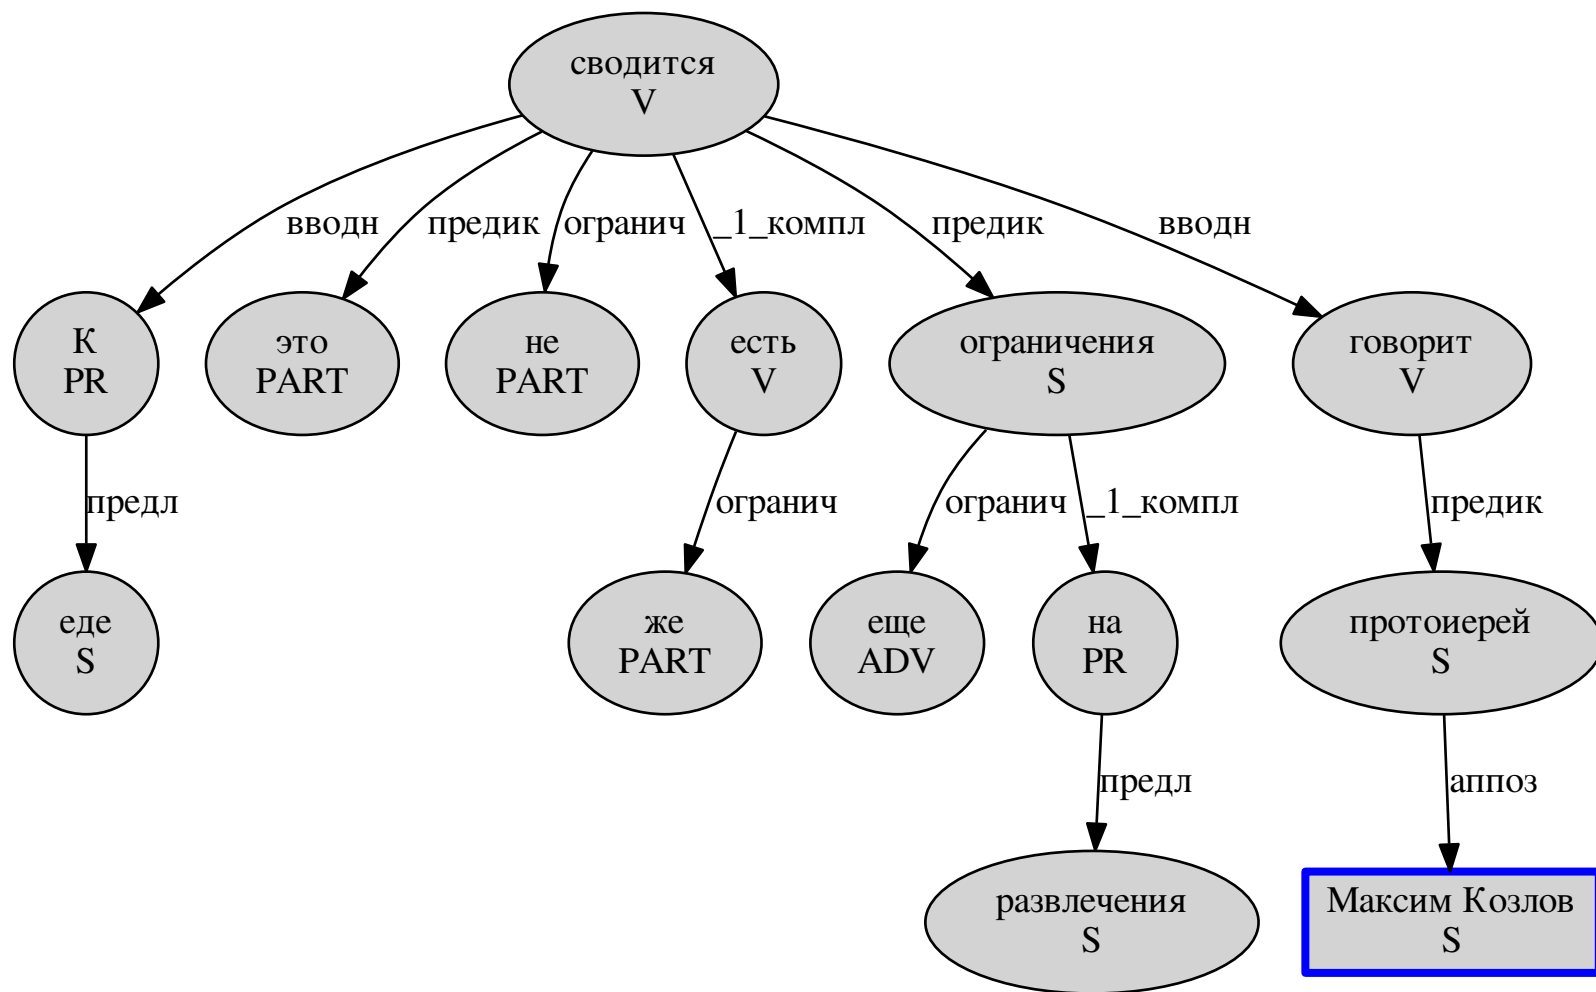 сводится
V
вводн
предик
огранич
_1_компл
предик
вводн
К
PR
это
PART
не
PART
есть
V
ограничения
S
говорит
V
предл
огранич
огранич
_1_компл
предик
еде
S
же
PART
еще
ADV
на
PR
протоиерей
S
предл
аппоз
развлечения
S
Максим Козлов
S